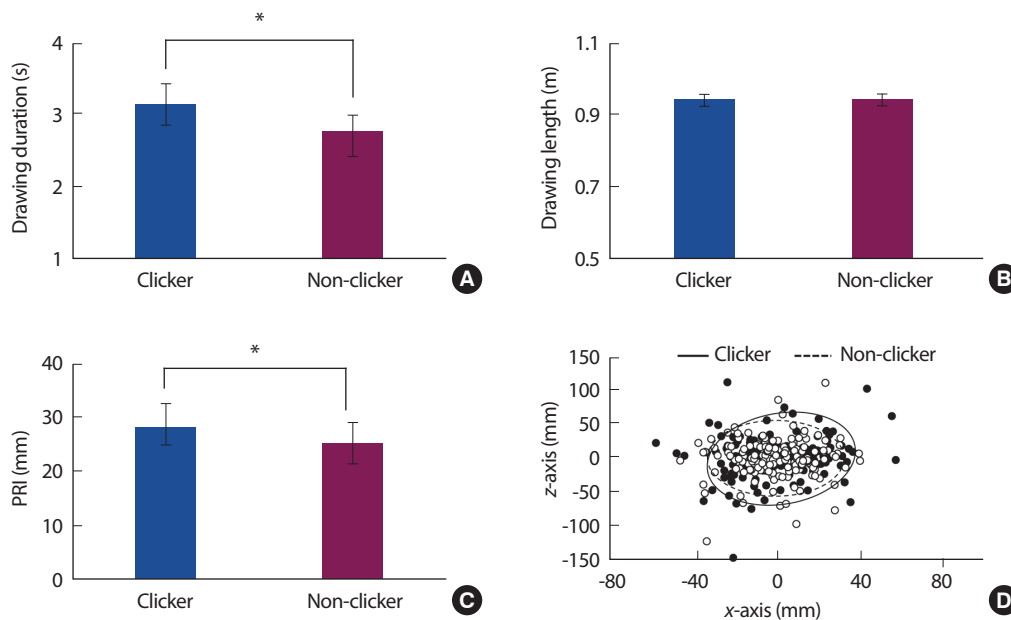 *
4
3
2
1
Drawing duration (s)
Clicker Non-clicker
A
1.1
0.9
0.7
0.5
Drawing length (m)
Clicker Non-clicker
B
*
40
30
20
10
0
PRI (mm)
Clicker Non-clicker
C
Clicker Non-clicker
150
100
50
0
-50
-100
-150
z-axis (mm)
-80 -40 0 40 80
x-axis (mm)
D